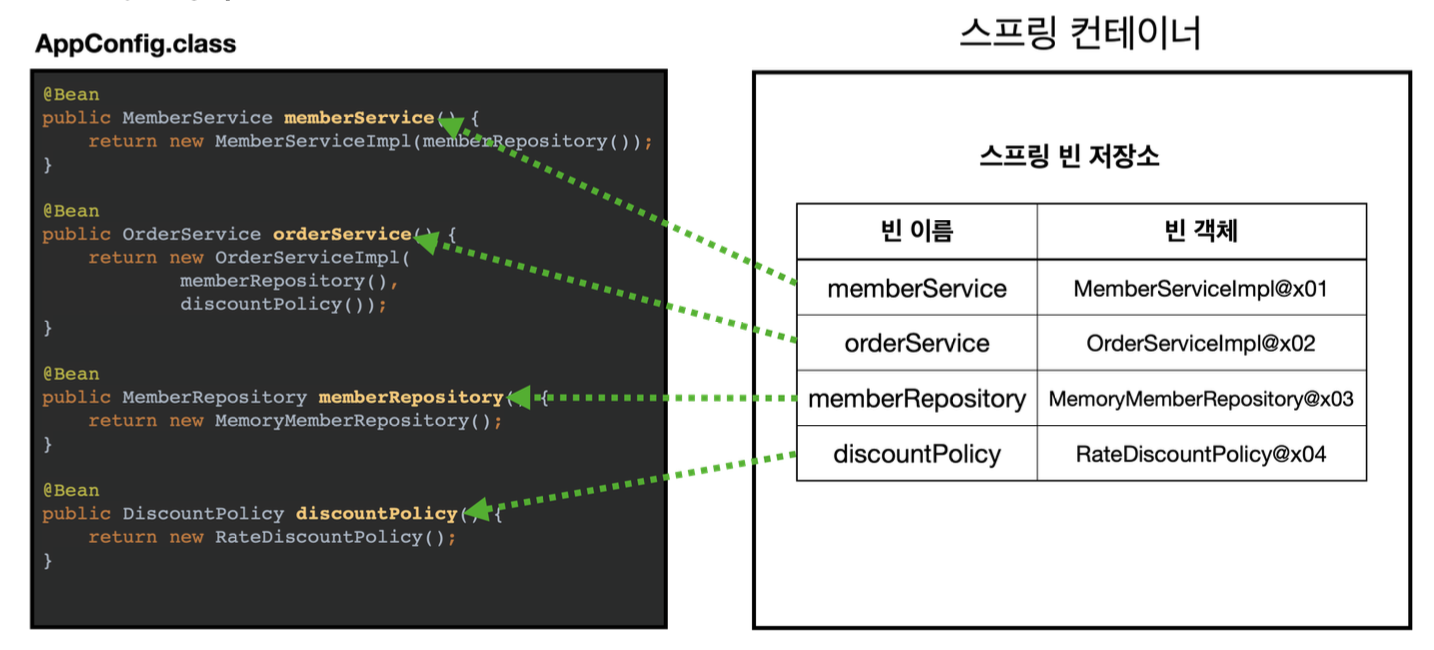 AppConfig.class
@Bean
public MemberService memberService() {
    return new MemberServiceImpl(memberRepository());
}
@Bean
public OrderService orderService() {
    return new OrderServiceImpl(
            memberRepository(),
            discountPolicy());
}
@Bean
public MemberRepository memberRepository() {
    return new MemoryMemberRepository();
}
@Bean
public DiscountPolicy discountPolicy() {
    return new RateDiscountPolicy();
}
스프링 컨테이너
스프링 빈 저장소
빈 이름 빈 객체
memberService MemberServiceImpl@x01
orderService OrderServiceImpl@x02
memberRepository MemoryMemberRepository@x03
discountPolicy RateDiscountPolicy@x04